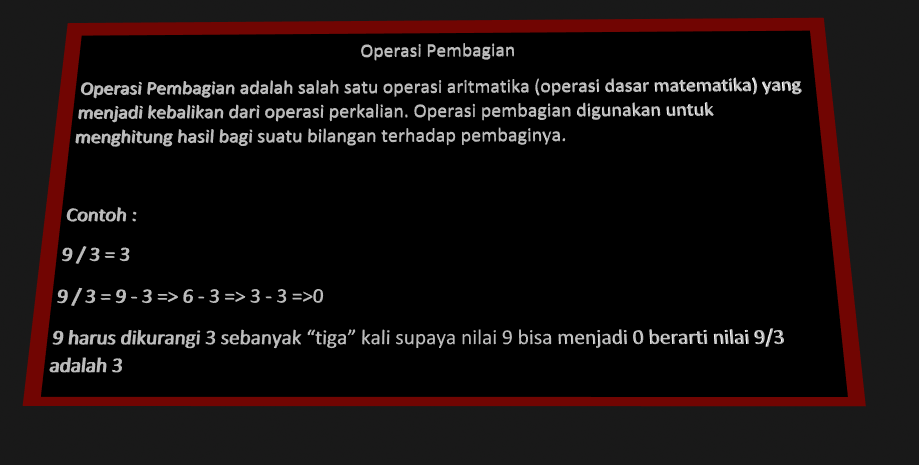 Operasi Pembagian
Operasi Pembagian adalah salah satu operasi aritmatika (operasi dasar matematika) yang
menjadi kebalikan dari operasi perkalian. Operasi pembagian digunakan untuk
menghitung hasil bagi suatu bilangan terhadap pembaginya.
Contoh :
9 / 3 = 3
9 / 3 = 9 - 3 => 6 - 3 => 3 - 3 =>0
9 harus dikurangi 3 sebanyak “tiga” kali supaya nilai 9 bisa menjadi 0 berarti nilai 9/3
adalah 3